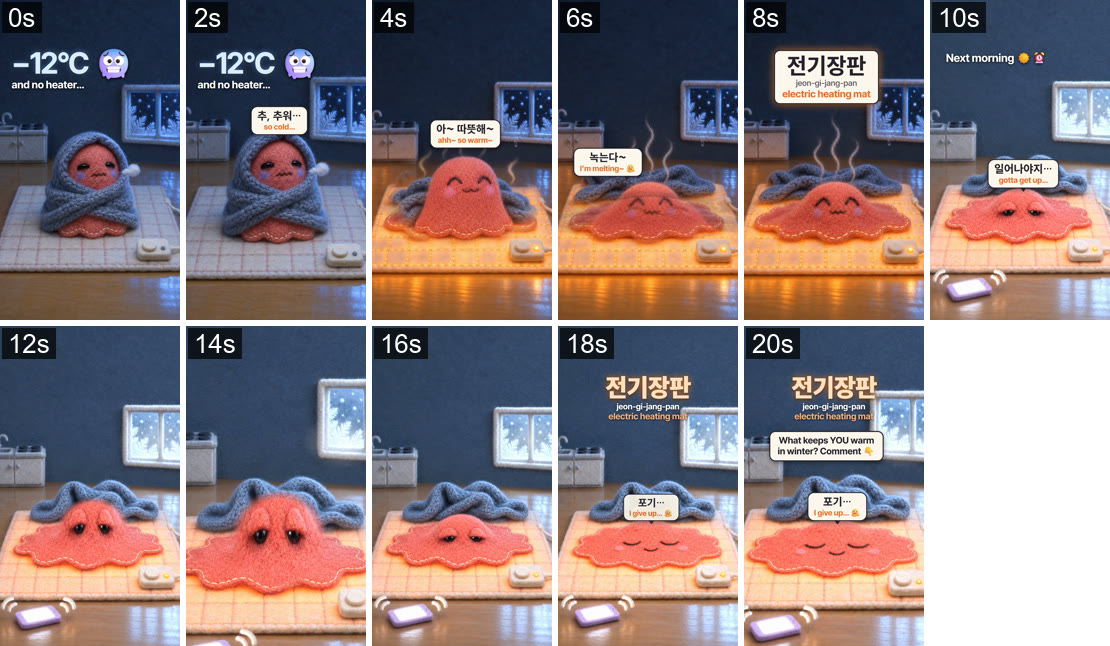 0s
−12°C 🥶
and no heater...
2s
−12°C 🥶
and no heater...
추, 추워…
so cold...
4s
아~ 따뜻해~
ahh~ so warm~
6s
녹는다~
I'm melting~ 🫠
8s
전기장판
jeon-gi-jang-pan
electric heating mat
10s
Next morning 🌞 ⏰
일어나야지…
gotta get up...
12s
14s
16s
18s
전기장판
jeon-gi-jang-pan
electric heating mat
포기…
I give up... 🫠
20s
전기장판
jeon-gi-jang-pan
electric heating mat
What keeps YOU warm
in winter? Comment 👇
포기…
I give up... 🫠